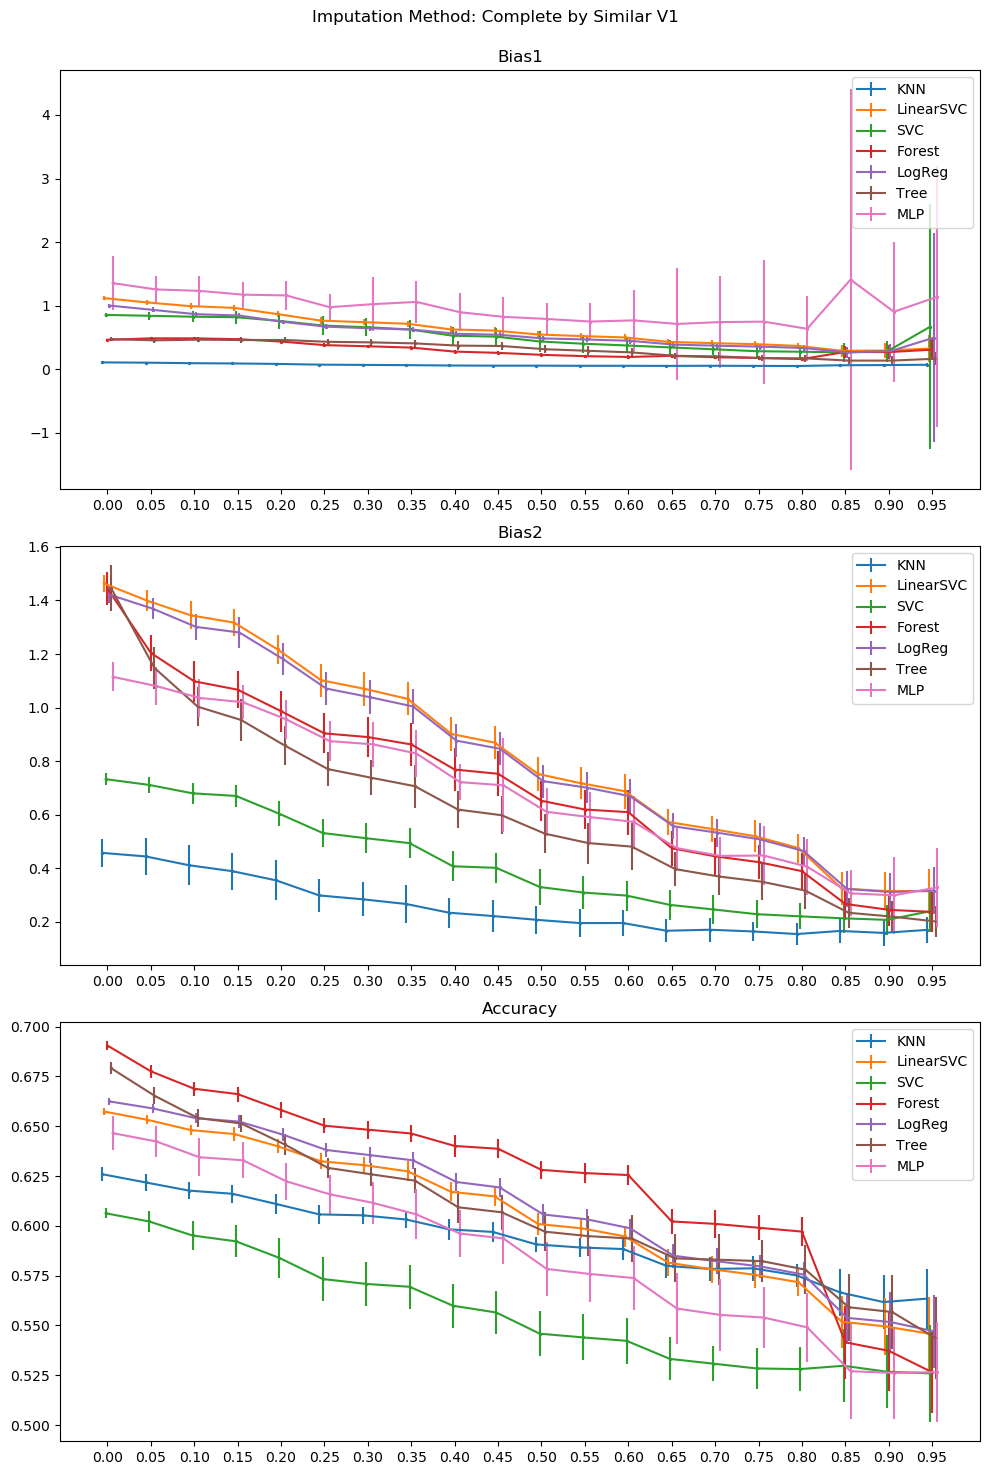 Imputation Method: Complete by Similar V1
Bias1
4
3
2
1
0
−1
KNN
LinearSVC
SVC
Forest
LogReg
Tree
MLP
0.00 0.05 0.10 0.15 0.20 0.25 0.30 0.35 0.40 0.45 0.50 0.55 0.60 0.65 0.70 0.75 0.80 0.85 0.90 0.95
Bias2
1.6
1.4
1.2
1.0
0.8
0.6
0.4
0.2
KNN
LinearSVC
SVC
Forest
LogReg
Tree
MLP
0.00 0.05 0.10 0.15 0.20 0.25 0.30 0.35 0.40 0.45 0.50 0.55 0.60 0.65 0.70 0.75 0.80 0.85 0.90 0.95
Accuracy
0.700
0.675
0.650
0.625
0.600
0.575
0.550
0.525
0.500
KNN
LinearSVC
SVC
Forest
LogReg
Tree
MLP
0.00 0.05 0.10 0.15 0.20 0.25 0.30 0.35 0.40 0.45 0.50 0.55 0.60 0.65 0.70 0.75 0.80 0.85 0.90 0.95